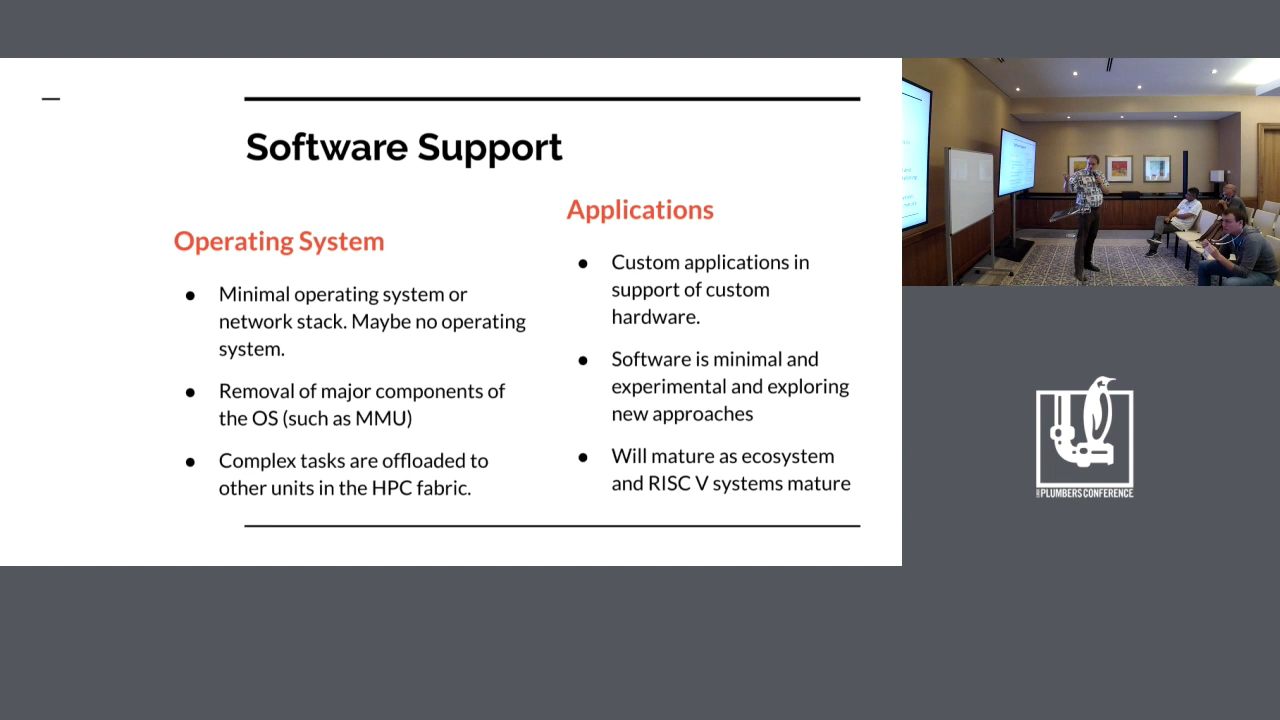 Software Support
Operating System
● Minimal operating system or
network stack. Maybe no operating
system.
● Removal of major components of
the OS (such as MMU)
● Complex tasks are offloaded to
other units in the HPC fabric.
Applications
● Custom applications in
support of custom
hardware.
● Software is minimal and
experimental and exploring
new approaches
● Will mature as ecosystem
and RISC V systems mature
PLUMBERS CONFERENCE